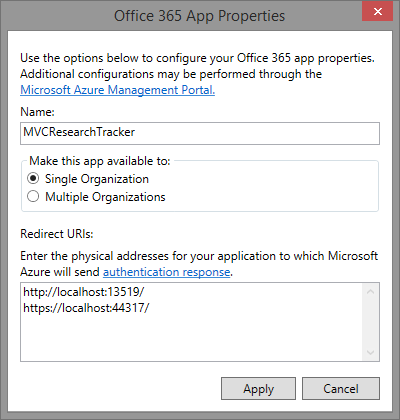 Office 365 App Properties
Use the options below to configure your Office 365 app properties.
Additional configurations may be performed through the
Microsoft Azure Management Portal.
Name:
MVCResearchTracker
Make this app available to:
Single Organization
Multiple Organizations
Redirect URIs:
Enter the physical addresses for your application to which Microsoft
Azure will send authentication response.
http://localhost:13519/
https://localhost:44317/
Apply Cancel